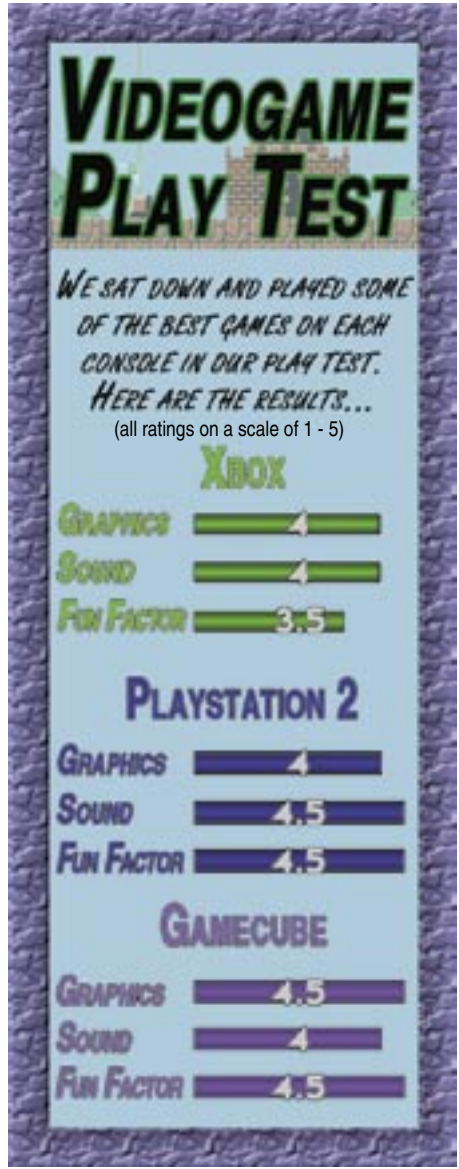 VIDEOGAME
PLAY TEST
WE SAT DOWN AND PLAYED SOME
OF THE BEST GAMES ON EACH
CONSOLE IN OUR PLAY TEST.
HERE ARE THE RESULTS...
(all ratings on a scale of 1 - 5)
XBOX
GRAPHICS 4
SOUND 4
FUN FACTOR 3.5
PLAYSTATION 2
GRAPHICS 4
SOUND 4.5
FUN FACTOR 4.5
GAMECUBE
GRAPHICS 4.5
SOUND 4
FUN FACTOR 4.5